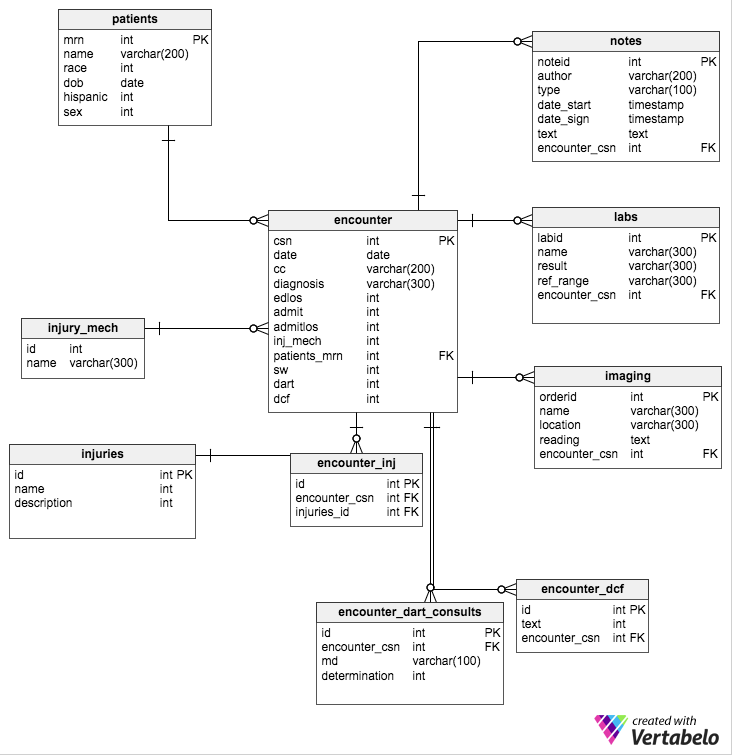 patients
mrn int PK
name varchar(200)
race int
dob date
hispanic int
sex int
notes
noteid int PK
author varchar(200)
type varchar(100)
date_start timestamp
date_sign timestamp
text text
encounter_csn int FK
encounter
csn int PK
date date
cc varchar(200)
diagnosis varchar(300)
edlos int
admit int
admitlos int
inj_mech int
patients_mrn int FK
sw int
dart int
dcf int
labs
labid int PK
name varchar(300)
result varchar(300)
ref_range varchar(300)
encounter_csn int FK
injury_mech
id int
name varchar(300)
imaging
orderid int PK
name varchar(300)
location varchar(300)
reading text
encounter_csn int FK
injuries
id int PK
name int
description int
encounter_inj
id int PK
encounter_csn int FK
injuries_id int FK
encounter_dcf
id int PK
text int
encounter_csn int FK
encounter_dart_consults
id int PK
encounter_csn int FK
md varchar(100)
determination int
created with
Vertabelo